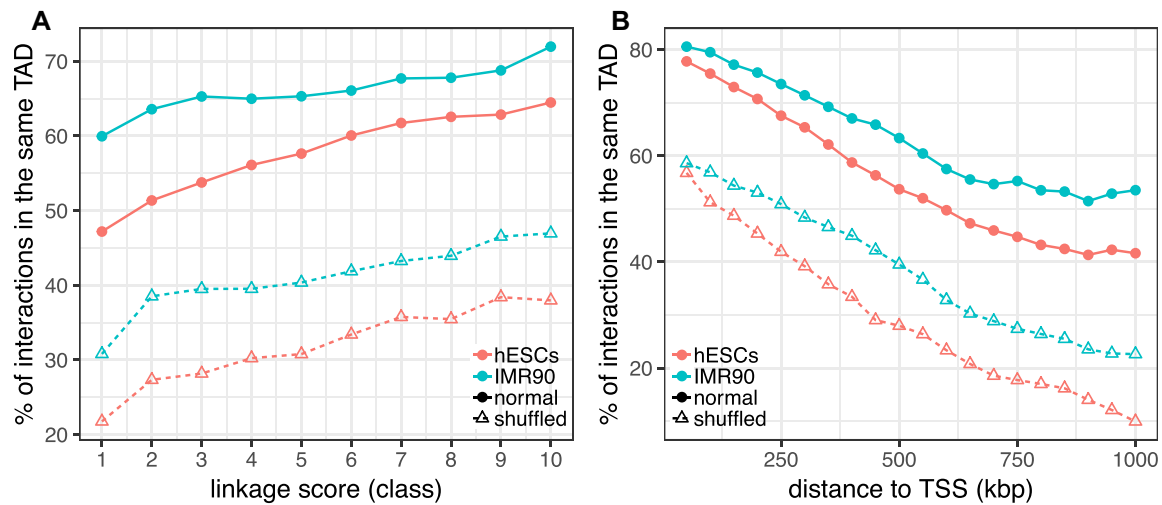 A
% of interactions in the same TAD
70
60
50
40
30
20
hESCs
IMR90
normal
shuffled
1 2 3 4 5 6 7 8 9 10
linkage score (class)
B
% of interactions in the same TAD
80
60
40
20
hESCs
IMR90
normal
shuffled
250 500 750 1000
distance to TSS (kbp)